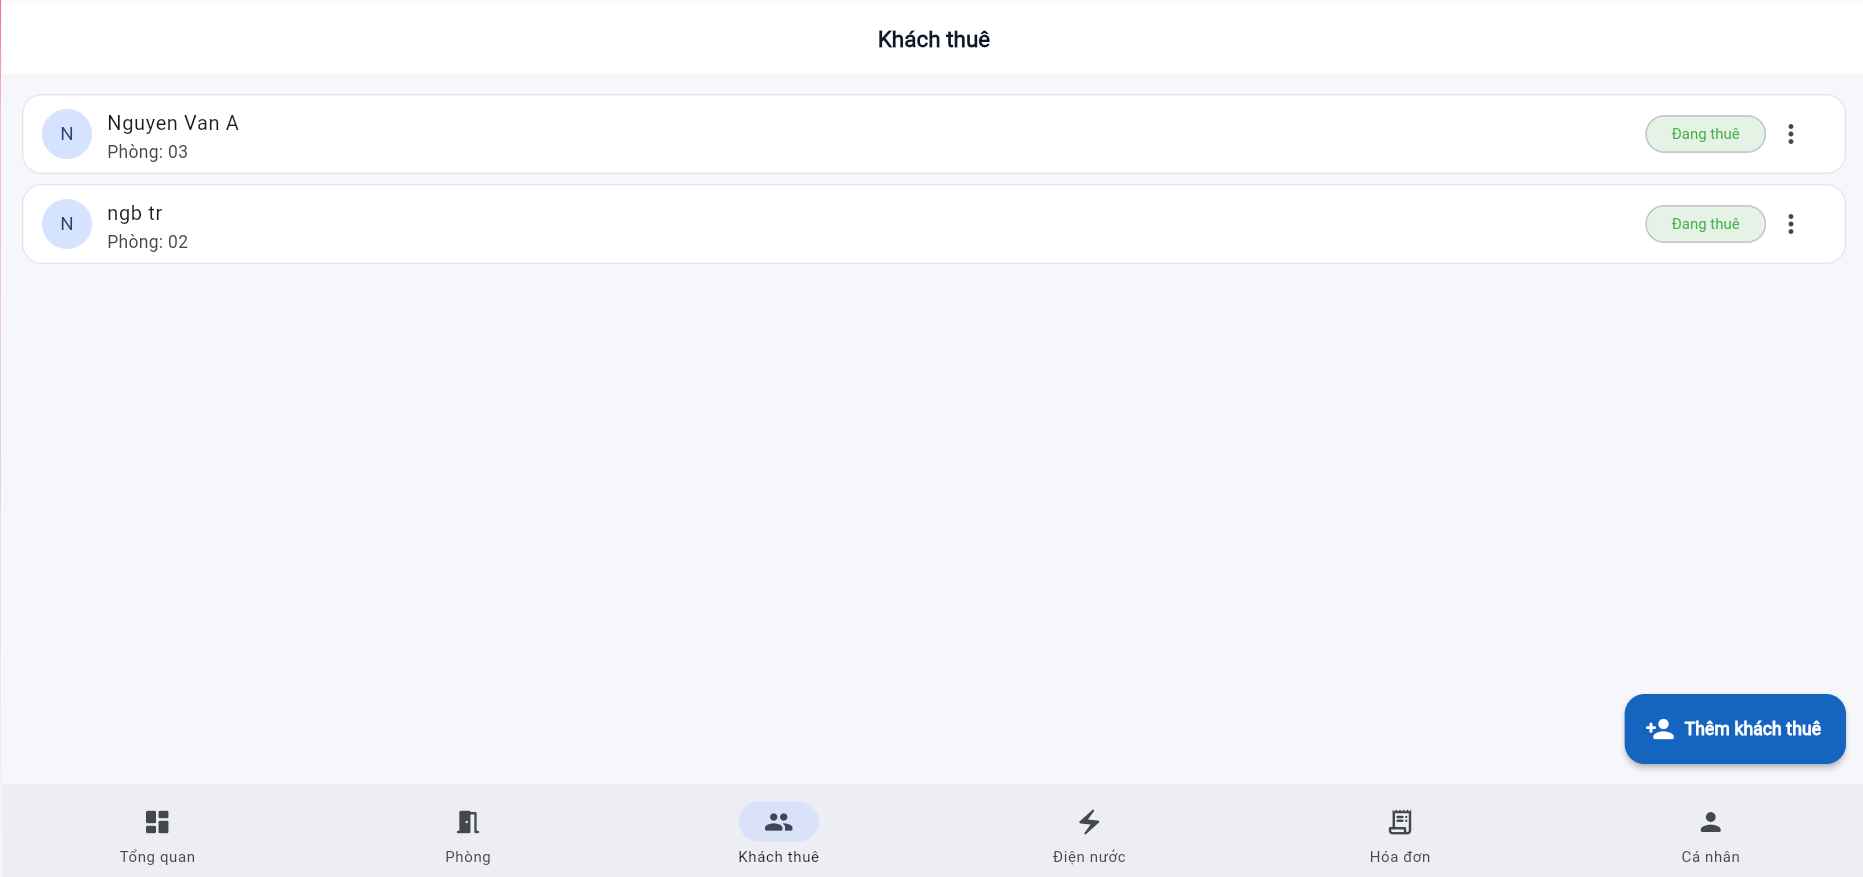 Khách thuê
N
Nguyen Van A
Phòng: 03
Đang thuê
N
ngb tr
Phòng: 02
Đang thuê
Thêm khách thuê
Tổng quan
Phòng
Khách thuê
Điện nước
Hóa đơn
Cá nhân